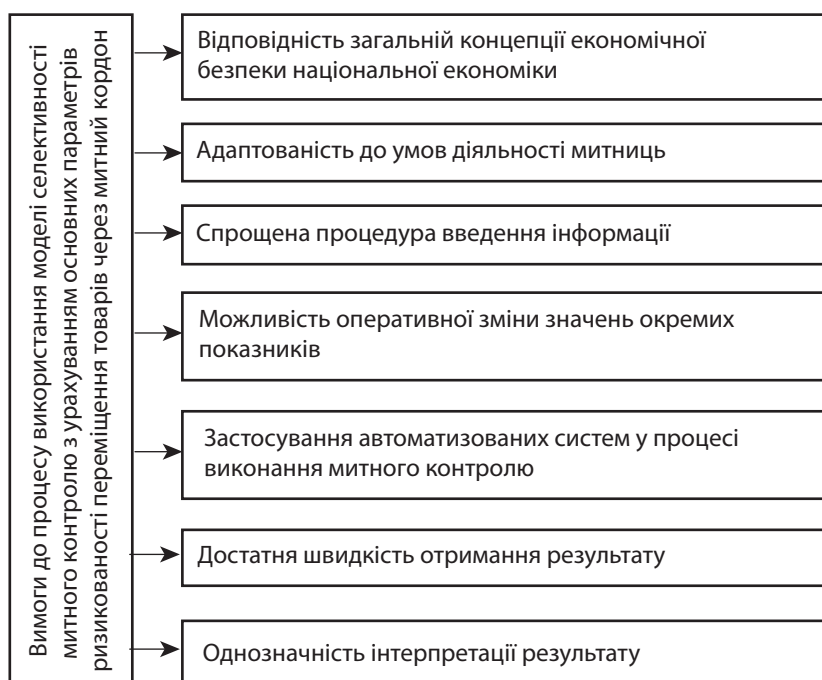 Вимоги до процесу використання моделі селективності
митного контролю з урахуванням основних параметрів
ризикованості переміщення товарів через митний кордон
Відповідність загальній концепції економічної
безпеки національної економіки
Адаптованість до умов діяльності митниць
Спрощена процедура введення інформації
Можливість оперативної зміни значень окремих
показників
Застосування автоматизованих систем у процесі
виконання митного контролю
Достатня швидкість отримання результату
Однозначність інтерпретації результату